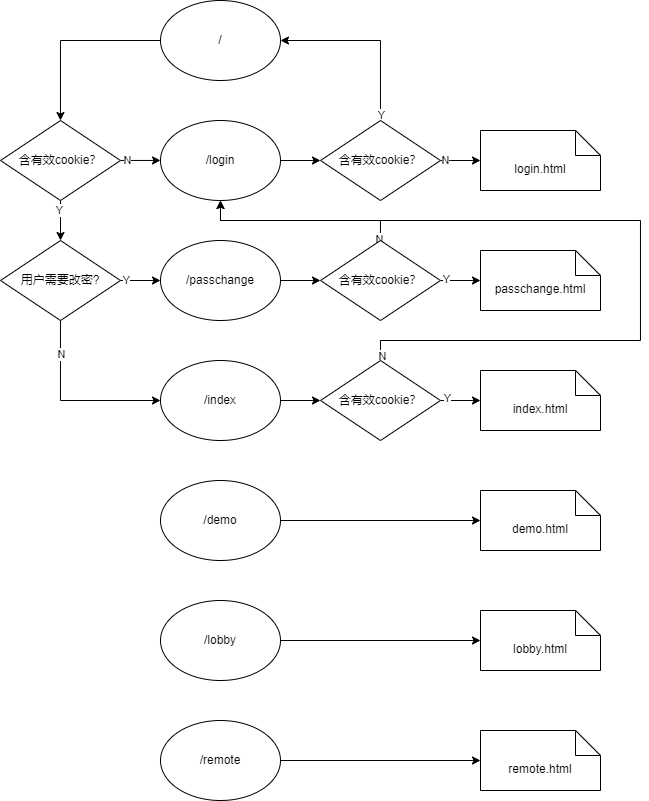 /
Y
含有效cookie?
N
/login
含有效cookie?
N
login.html
Y
N
用户需要改密?
Y
/passchange
含有效cookie?
Y
passchange.html
N
N
/index
含有效cookie?
Y
index.html
/demo
demo.html
/lobby
lobby.html
/remote
remote.html